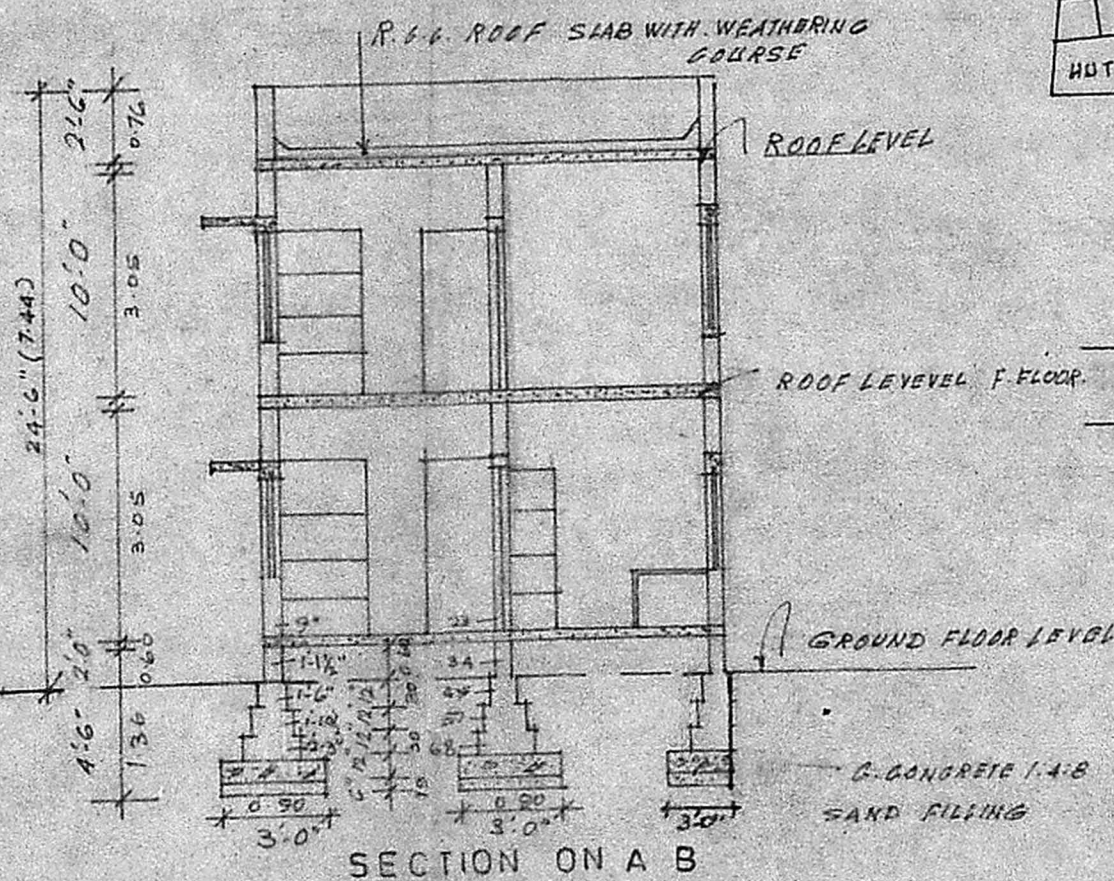 R.C.C. ROOF SLAB WITH WEATHERING
COURSE
HUT
ROOF LEVEL
ROOF LEVEVEL F.FLOOR.
GROUND FLOOR LEVEL
C.CONCRETE 1:4:8
SAND FILLING
24'-6" (7.44)
2'-6"
0.76
10'-0"
3.05
10'-0"
3.05
2'-0"
0.60
4'-6"
1.36
9"
23
1'-1½"
34
1'-6"
0.90
3'-0"
0.90
3'-0"
3'-0"
SECTION ON A B